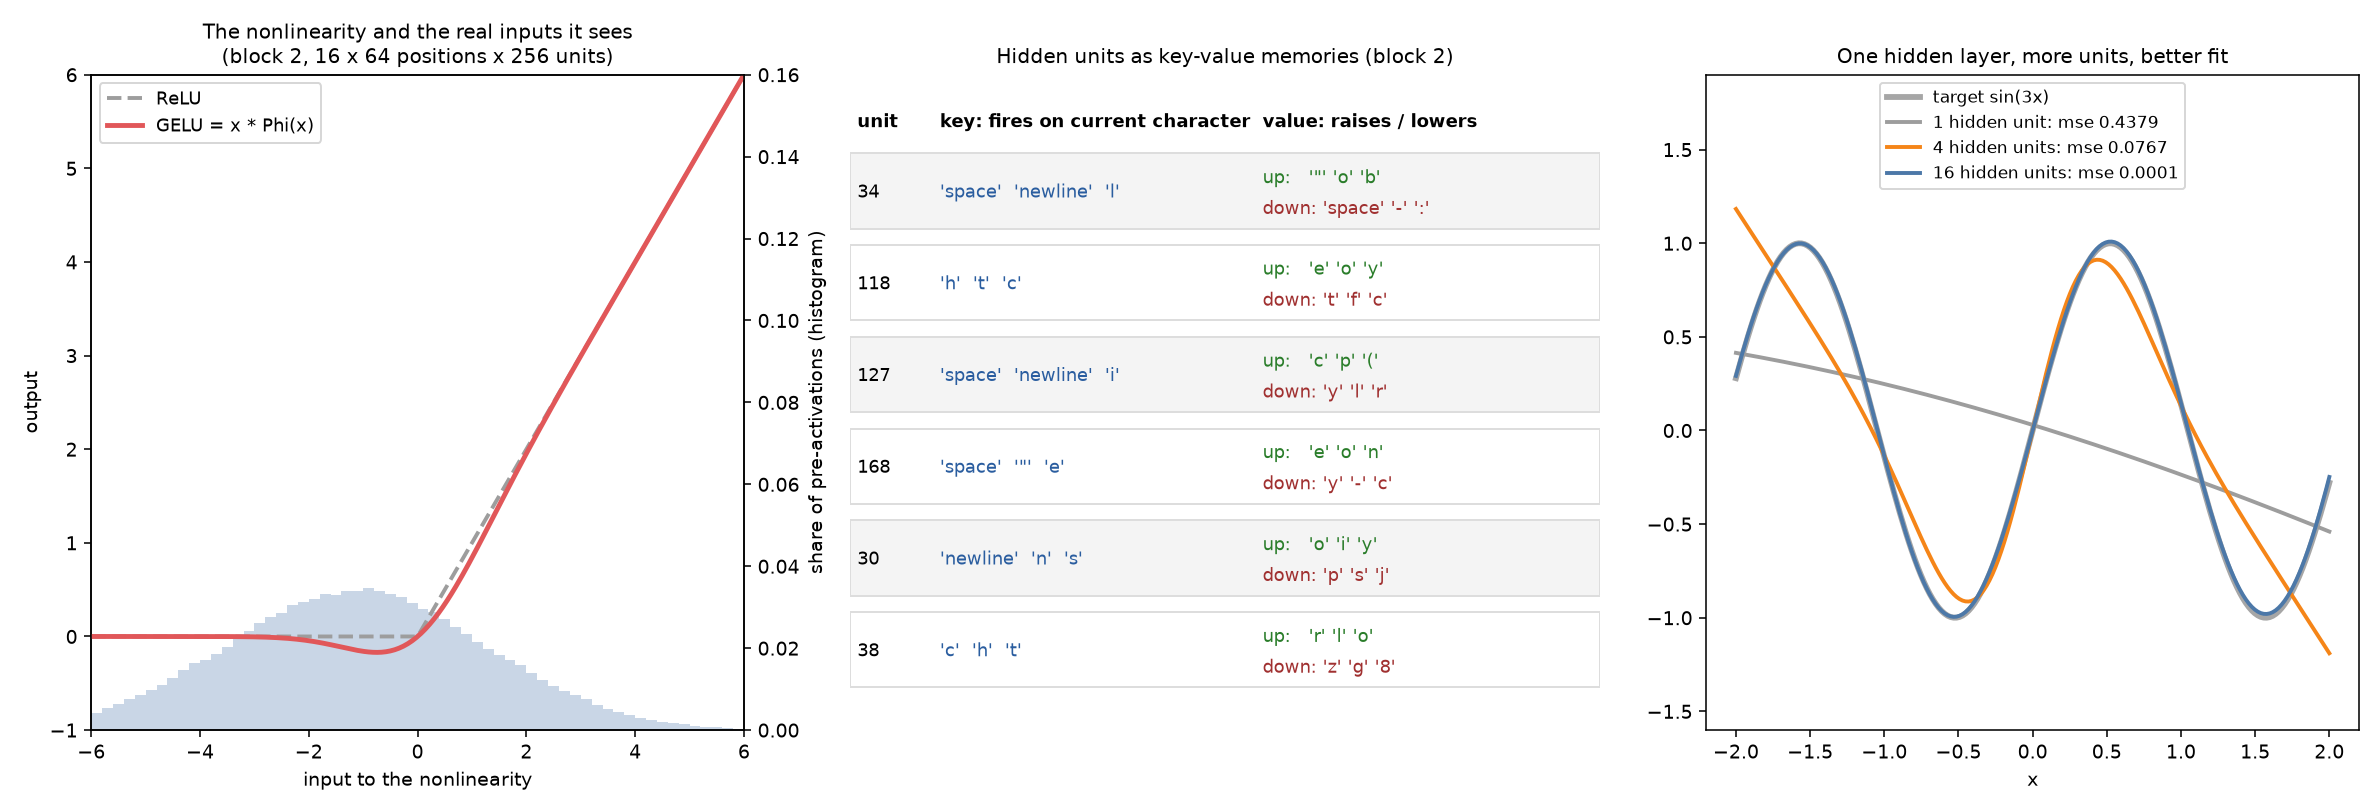 The nonlinearity and the real inputs it sees
(block 2, 16 x 64 positions x 256 units)
ReLU
GELU = x * Phi(x)
output
6
5
4
3
2
1
0
−1
−6
−4
−2
0
2
4
6
input to the nonlinearity
0.16
0.14
0.12
0.10
0.08
0.06
0.04
0.02
0.00
share of pre-activations (histogram)
Hidden units as key-value memories (block 2)
unit key: fires on current character value: raises / lowers
34 'space' 'newline' 'l'
up: '"' 'o' 'b'
down: 'space' '-' ':'
118 'h' 't' 'c'
up: 'e' 'o' 'y'
down: 't' 'f' 'c'
127 'space' 'newline' 'i'
up: 'c' 'p' '('
down: 'y' 'l' 'r'
168 'space' '"' 'e'
up: 'e' 'o' 'n'
down: 'y' '-' 'c'
30 'newline' 'n' 's'
up: 'o' 'i' 'y'
down: 'p' 's' 'j'
38 'c' 'h' 't'
up: 'r' 'l' 'o'
down: 'z' 'g' '8'
One hidden layer, more units, better fit
target sin(3x)
1 hidden unit: mse 0.4379
4 hidden units: mse 0.0767
16 hidden units: mse 0.0001
1.5
1.0
0.5
0.0
−0.5
−1.0
−1.5
−2.0
−1.5
−1.0
−0.5
0.0
0.5
1.0
1.5
2.0
x